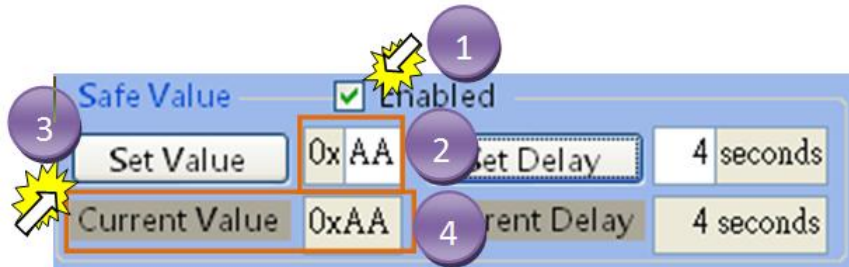 1
Safe Value Enabled
3 Set Value 0x AA 2 Set Delay 4 seconds
Current Value 0xAA 4 rent Delay 4 seconds